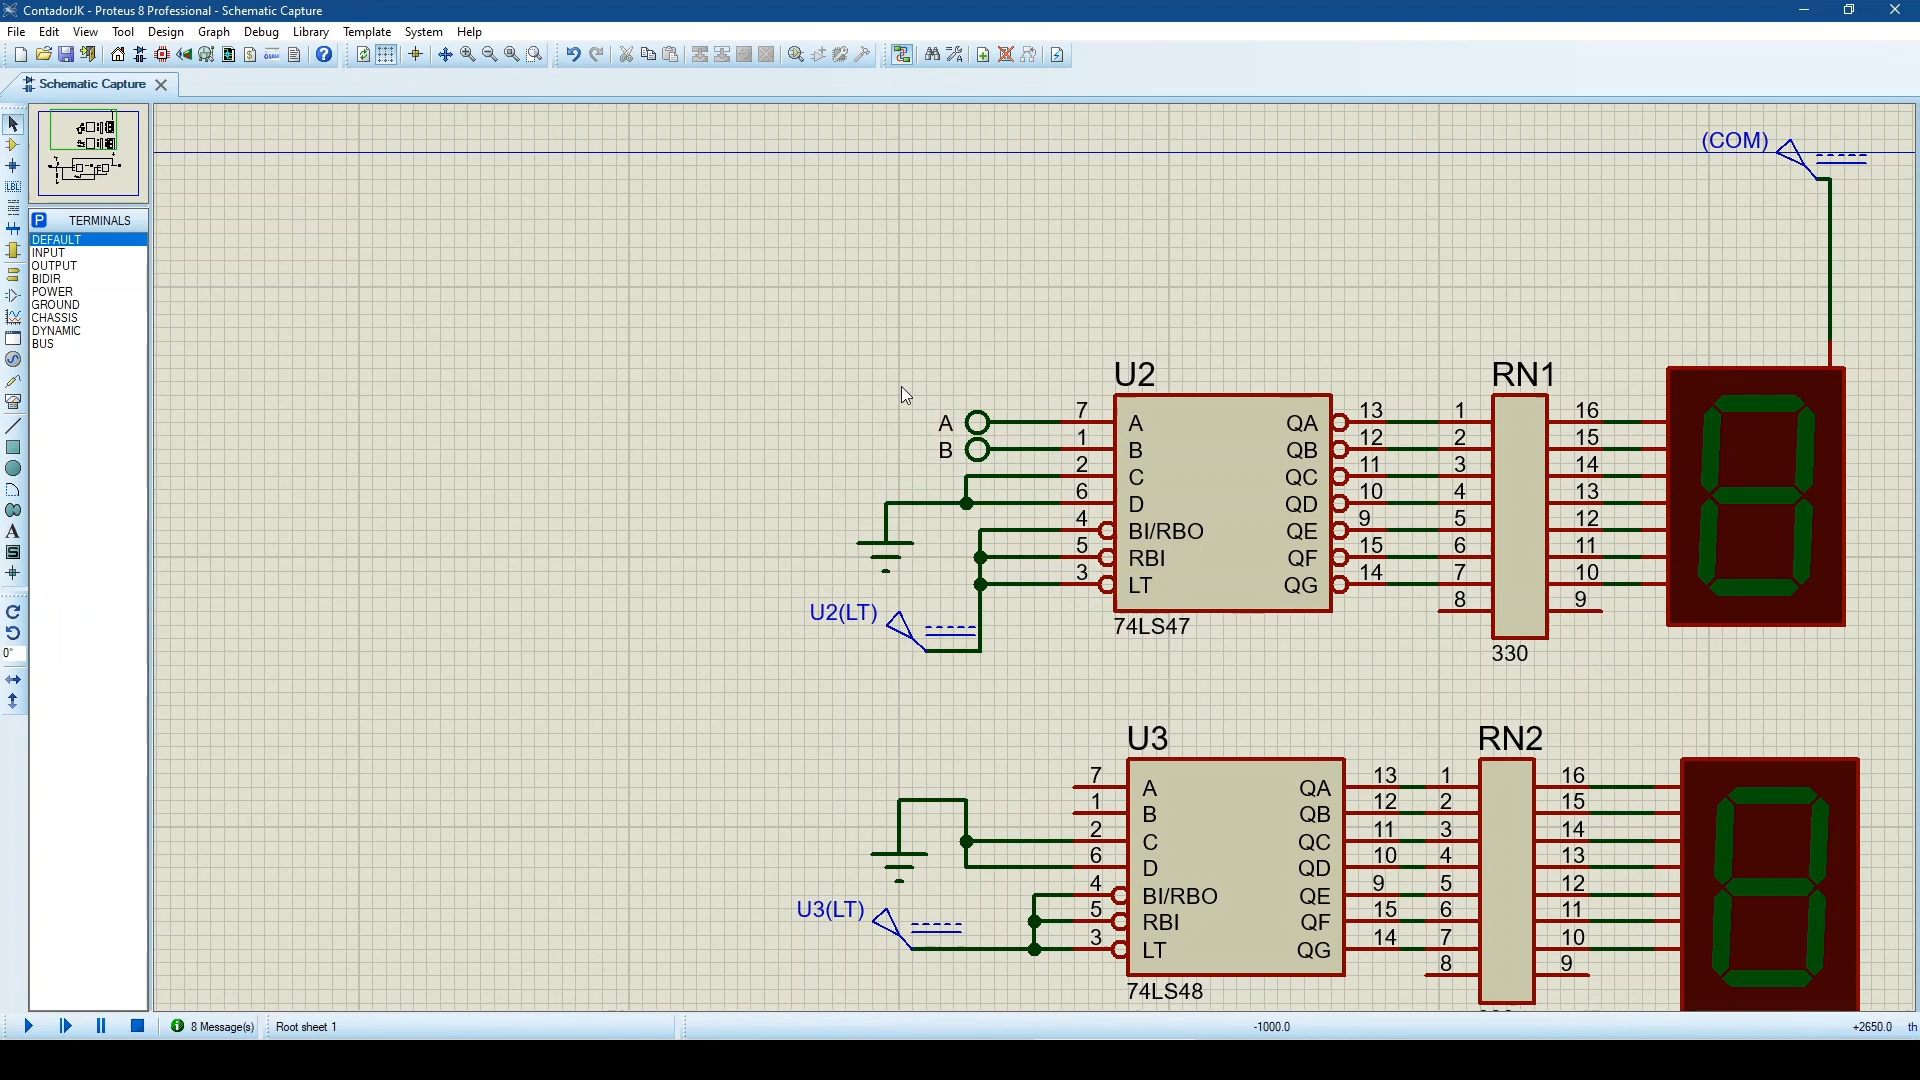 ContadorJK - Proteus 8 Professional - Schematic Capture
File Edit View Tool Design Graph Debug Library Template System Help
Schematic Capture
P TERMINALS
DEFAULT
INPUT
OUTPUT
BIDIR
POWER
GROUND
CHASSIS
DYNAMIC
BUS
LBL
A
S
0°
(COM)
U2 RN1
A 7 A QA 13 1 16
B 1 B QB 12 2 15
2 C QC 11 3 14
6 D QD 10 4 13
4 BI/RBO QE 9 5 12
5 RBI QF 15 6 11
3 LT QG 14 7 10
8 9
U2(LT)
74LS47
330
U3 RN2
7 A QA 13 1 16
1 B QB 12 2 15
2 C QC 11 3 14
6 D QD 10 4 13
4 BI/RBO QE 9 5 12
5 RBI QF 15 6 11
3 LT QG 14 7 10
8 9
U3(LT)
74LS48
8 Message(s) Root sheet 1 -1000.0 +2650.0 th